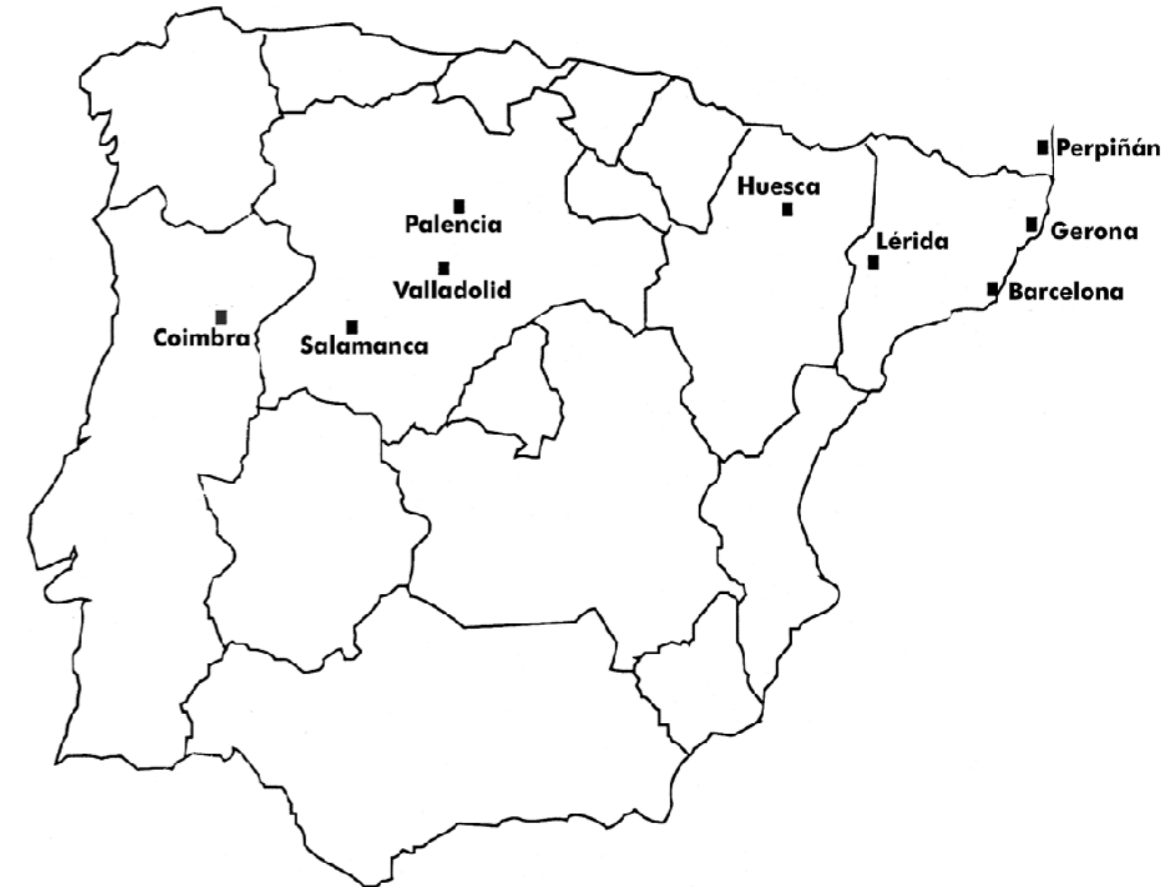 Perpiñán
Huesca
Palencia
Gerona
Lérida
Valladolid
Barcelona
Coimbra
Salamanca